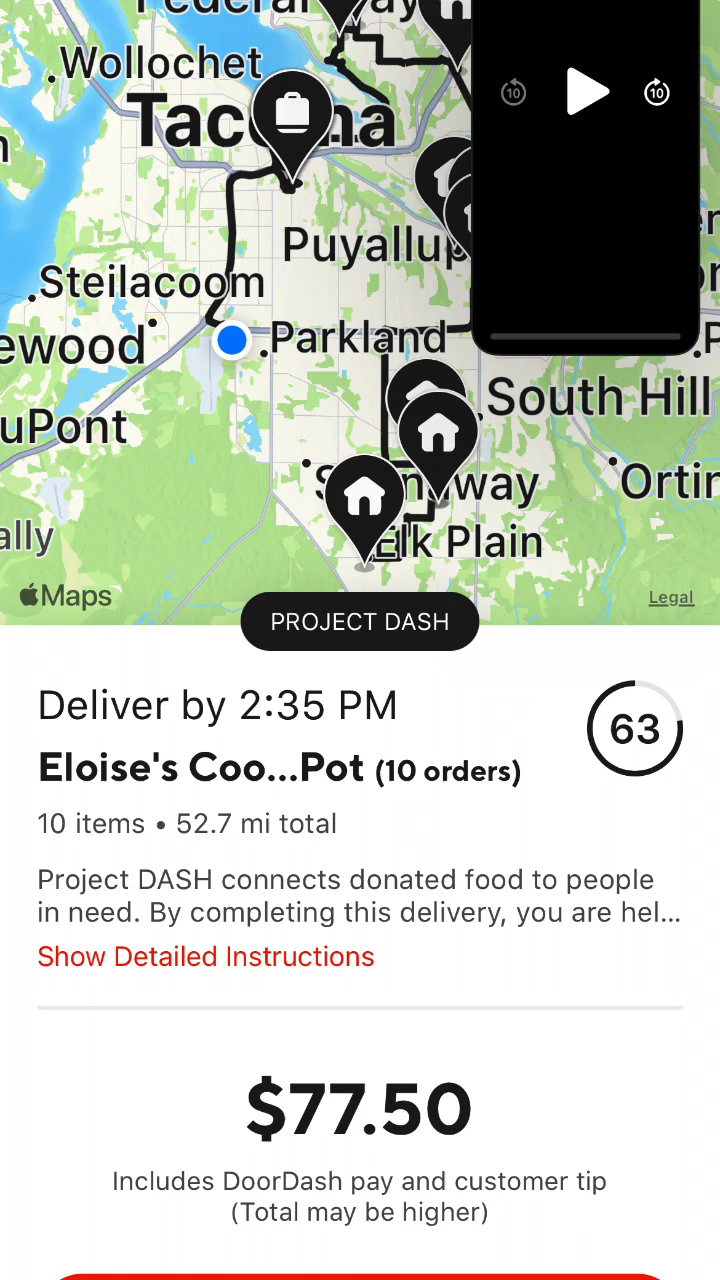 Wollochet
Tac
a
Puyallup
Steilacoom
ewood
Parkland
South Hill
uPont
way
Ortin
ally
Elk Plain
Maps
Legal
10
10
PROJECT DASH
Deliver by 2:35 PM
63
Eloise's Coo...Pot (10 orders)
10 items • 52.7 mi total
Project DASH connects donated food to people
in need. By completing this delivery, you are hel...
Show Detailed Instructions
$77.50
Includes DoorDash pay and customer tip
(Total may be higher)